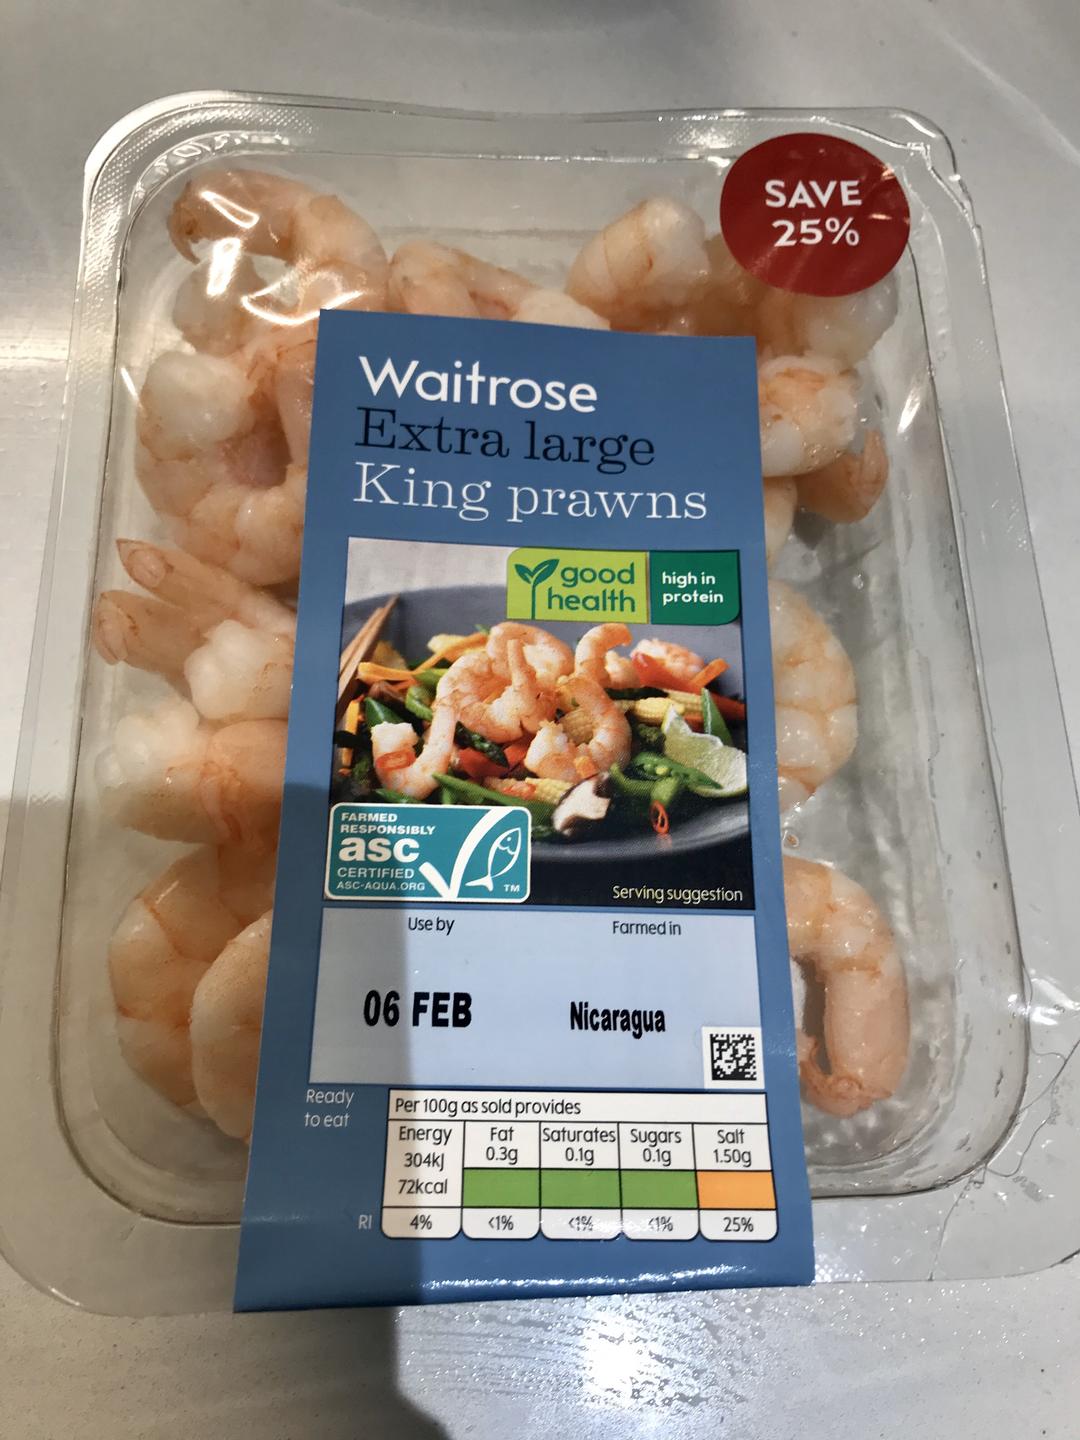 SAVE
25%
Waitrose
Extra large
King prawns
good
health
high in
protein
FARMED
RESPONSIBLY
asc
CERTIFIED
ASC-AQUA.ORG
TM
Serving suggestion
Use by
Farmed in
06 FEB
Nicaragua
Ready
to eat
Per 100g as sold provides
Energy Fat Saturates Sugars Salt
304kJ 0.3g 0.1g 0.1g 1.50g
72kcal
RI 4% <1% <1% <1% 25%